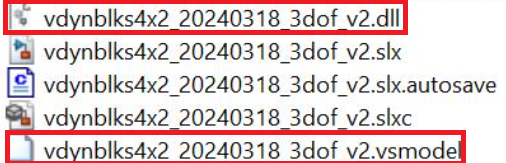 vdynblks4x2_20240318_3dof_v2.dll
vdynblks4x2_20240318_3dof_v2.slx
vdynblks4x2_20240318_3dof_v2.slx.autosave
vdynblks4x2_20240318_3dof_v2.slxc
vdynblks4x2_20240318_3dof_v2.vsmodel